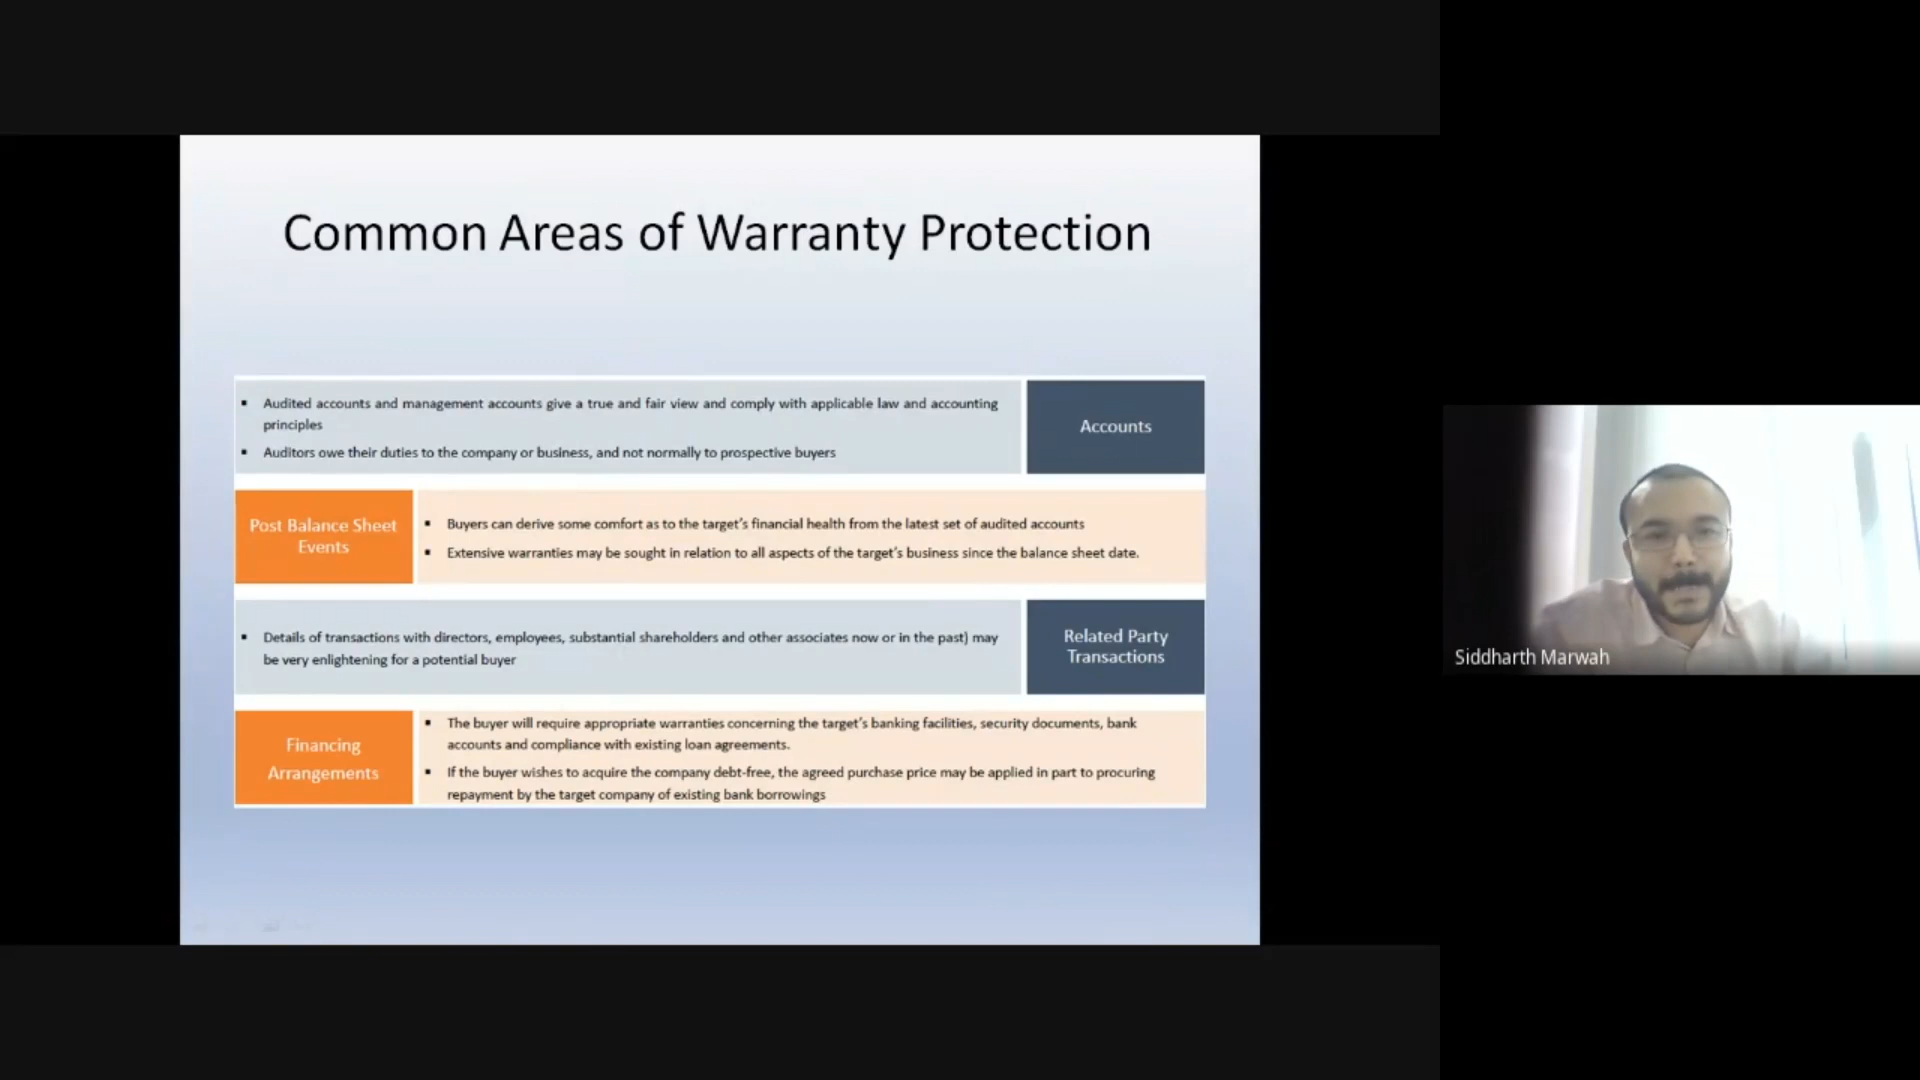 Common Areas of Warranty Protection
▪ Audited accounts and management accounts give a true and fair view and comply with applicable law and accounting
principles
▪ Auditors owe their duties to the company or business, and not normally to prospective buyers
Accounts
Post Balance Sheet
Events
▪ Buyers can derive some comfort as to the target's financial health from the latest set of audited accounts
▪ Extensive warranties may be sought in relation to all aspects of the target's business since the balance sheet date.
▪ Details of transactions with directors, employees, substantial shareholders and other associates now or in the past) may
be very enlightening for a potential buyer
Related Party
Transactions
Financing
Arrangements
▪ The buyer will require appropriate warranties concerning the target's banking facilities, security documents, bank
accounts and compliance with existing loan agreements.
▪ If the buyer wishes to acquire the company debt-free, the agreed purchase price may be applied in part to procuring
repayment by the target company of existing bank borrowings
Siddharth Marwah